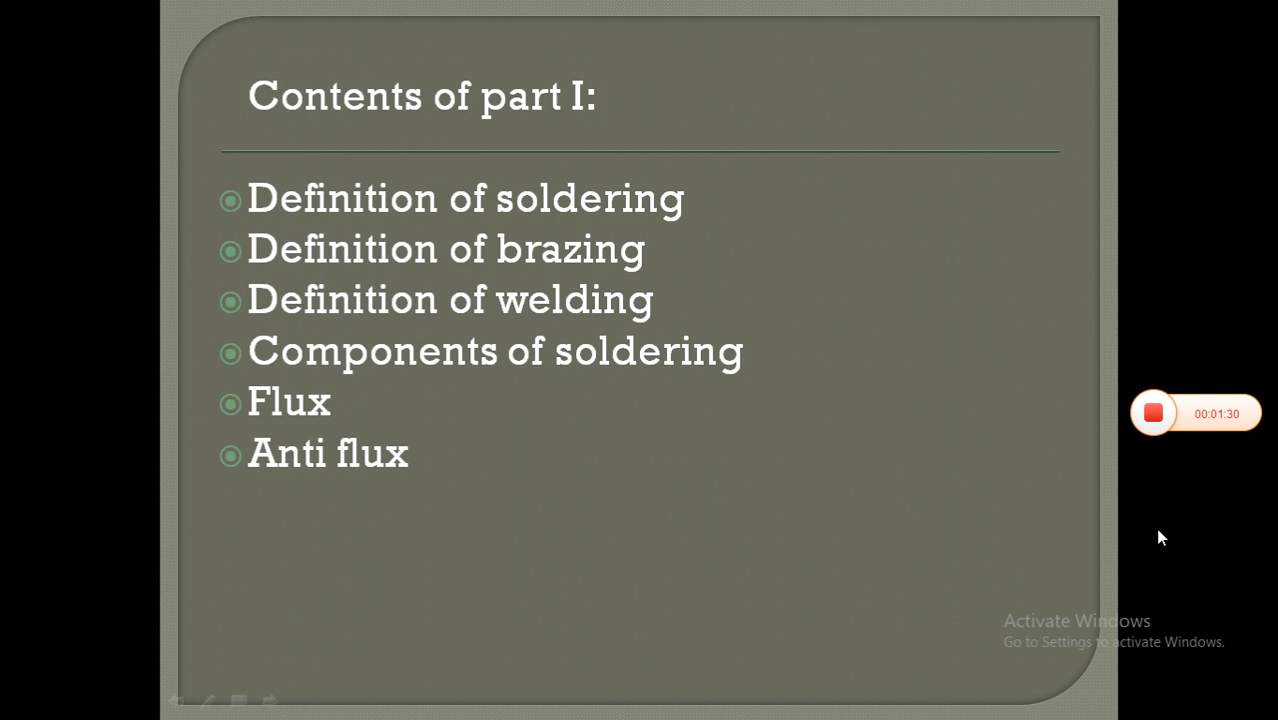 Contents of part I:
Definition of soldering
Definition of brazing
Definition of welding
Components of soldering
Flux
Anti flux
00:01:30
Activate Windows
Go to Settings to activate Windows.